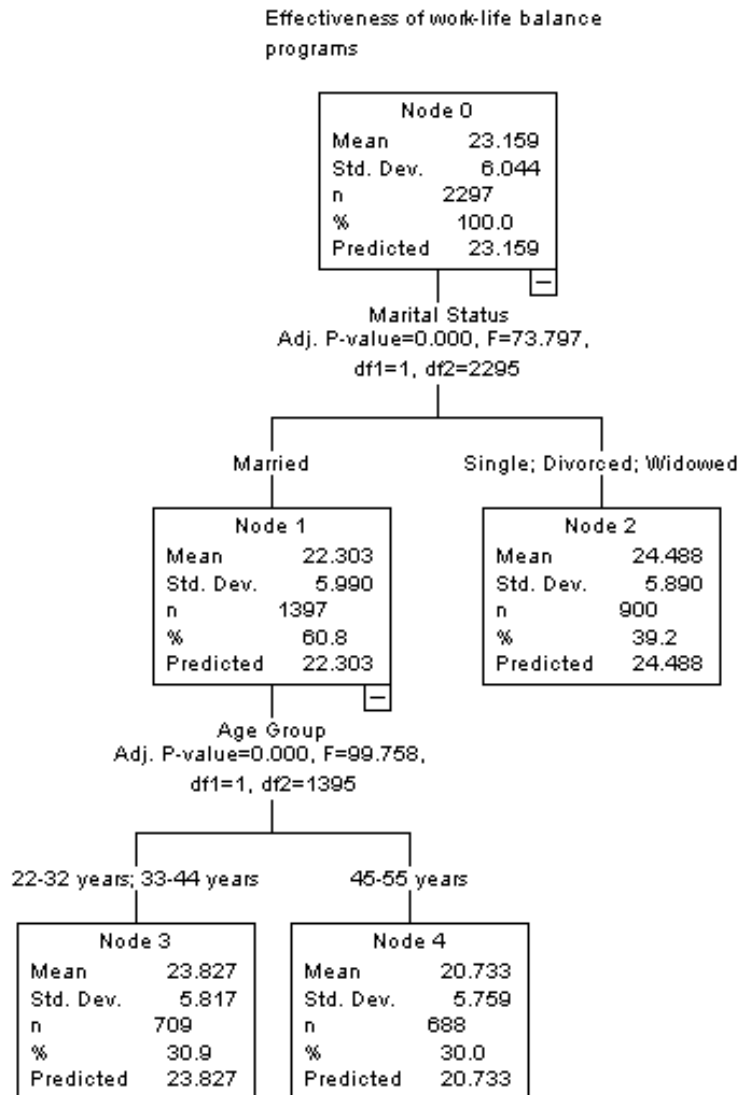 Effectiveness of work-life balance
programs
Node 0
Mean 23.159
Std. Dev. 6.044
n 2297
% 100.0
Predicted 23.159
Marital Status
Adj. P-value=0.000, F=73.797,
df1=1, df2=2295
Married
Single; Divorced; Widowed
Node 1
Mean 22.303
Std. Dev. 5.990
n 1397
% 60.8
Predicted 22.303
Node 2
Mean 24.488
Std. Dev. 5.890
n 900
% 39.2
Predicted 24.488
Age Group
Adj. P-value=0.000, F=99.758,
df1=1, df2=1395
22-32 years; 33-44 years
45-55 years
Node 3
Mean 23.827
Std. Dev. 5.817
n 709
% 30.9
Predicted 23.827
Node 4
Mean 20.733
Std. Dev. 5.759
n 688
% 30.0
Predicted 20.733